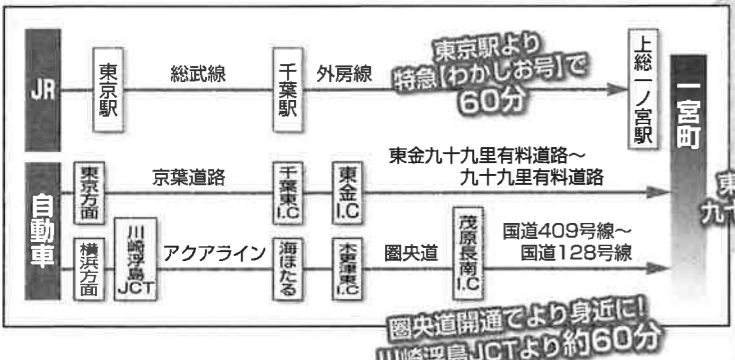 JR
東京駅
総武線
千葉駅
外房線
東京駅より
特急【わかしお号】で
60分
上総一ノ宮駅
一宮町
自動車
東京方面
京葉道路
千葉東I.C
東金I.C
東金九十九里有料道路〜
九十九里有料道路
横浜方面
川崎浮島JCT
アクアライン
海ほたる
木更津東I.C
圏央道
茂原長南I.C
国道409号線〜
国道128号線
圏央道開通でより身近に!
川崎浮島JCTより約60分
東
九十